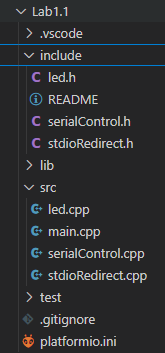 Lab1.1
.vscode
include
led.h
README
serialControl.h
stdioRedirect.h
lib
src
led.cpp
main.cpp
serialControl.cpp
stdioRedirect.cpp
test
.gitignore
platformio.ini